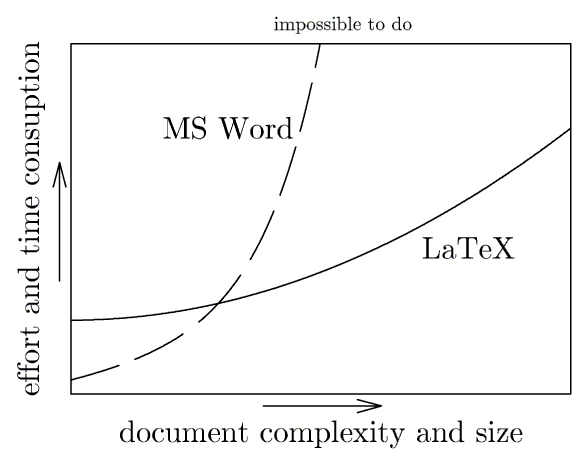 impossible to do
MS Word
LaTeX
effort and time consuption
document complexity and size